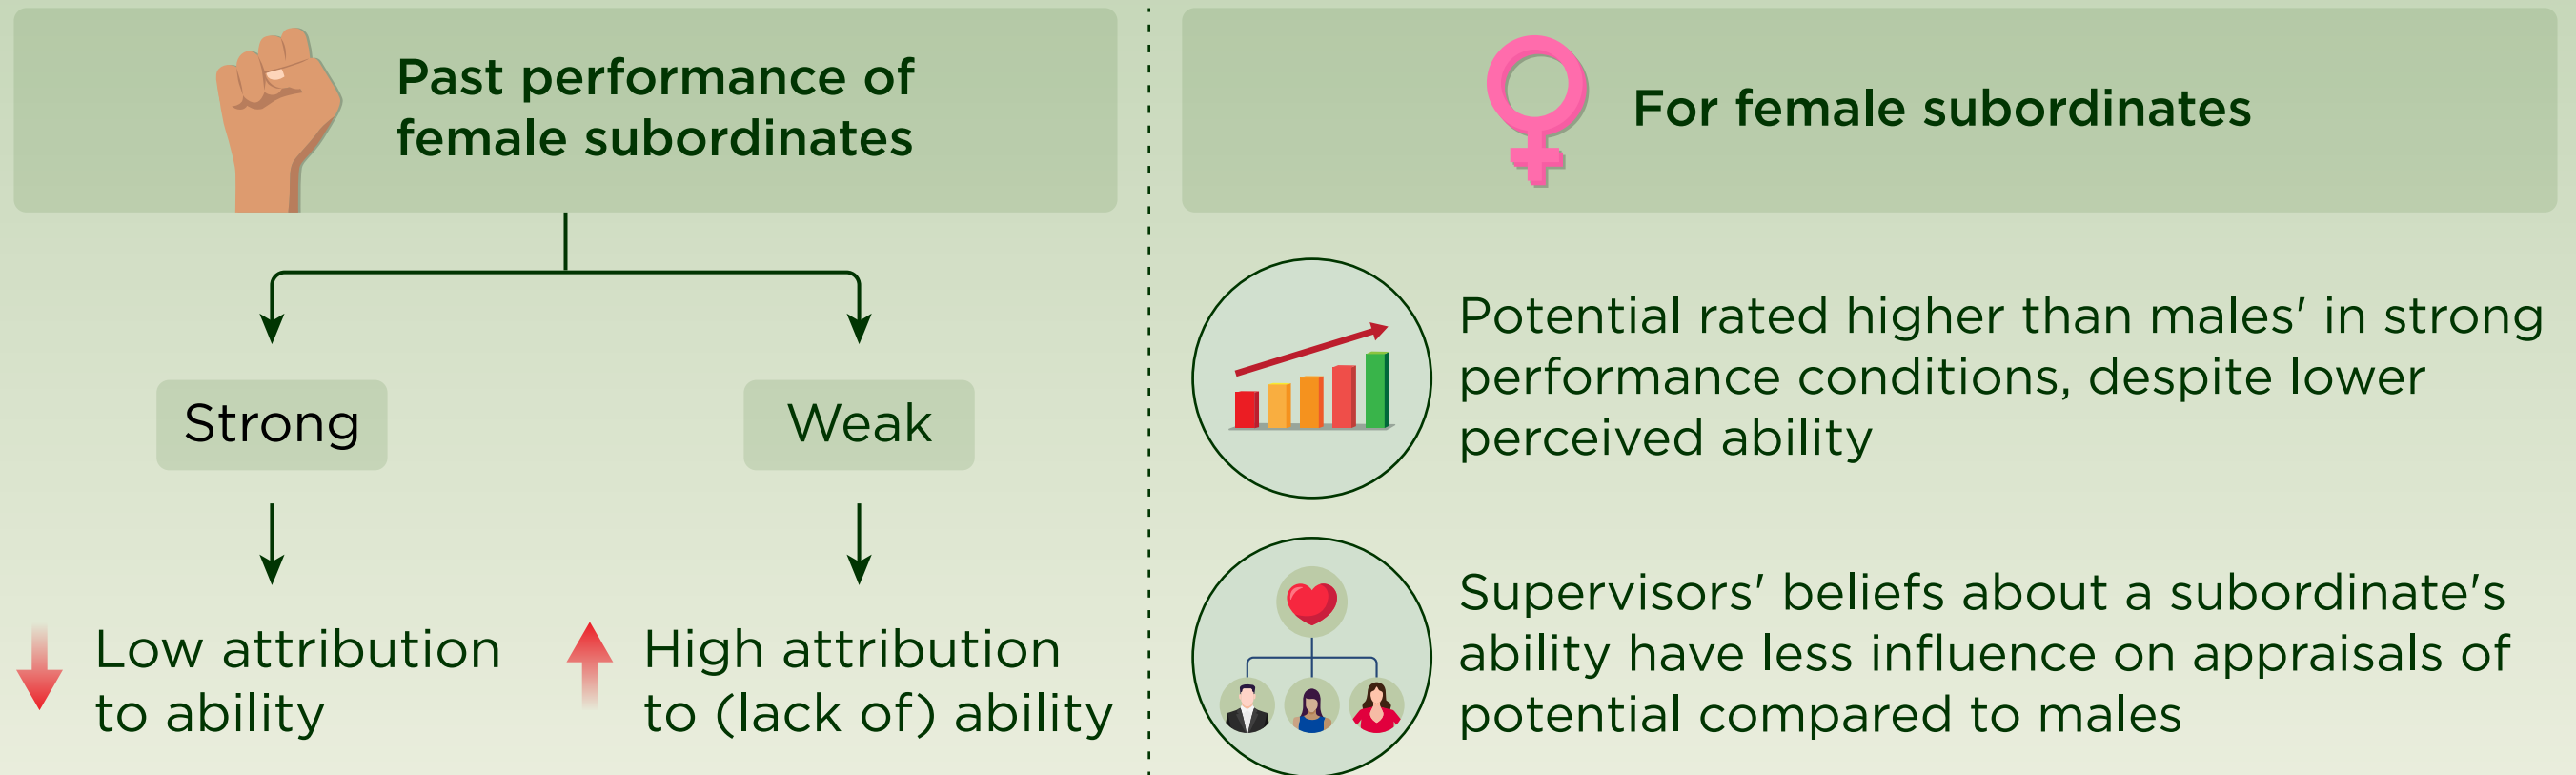 Past performance of
female subordinates
Strong
Weak
Low attribution
to ability
High attribution
to (lack of) ability
For female subordinates
Potential rated higher than males' in strong
performance conditions, despite lower
perceived ability
Supervisors' beliefs about a subordinate's
ability have less influence on appraisals of
potential compared to males